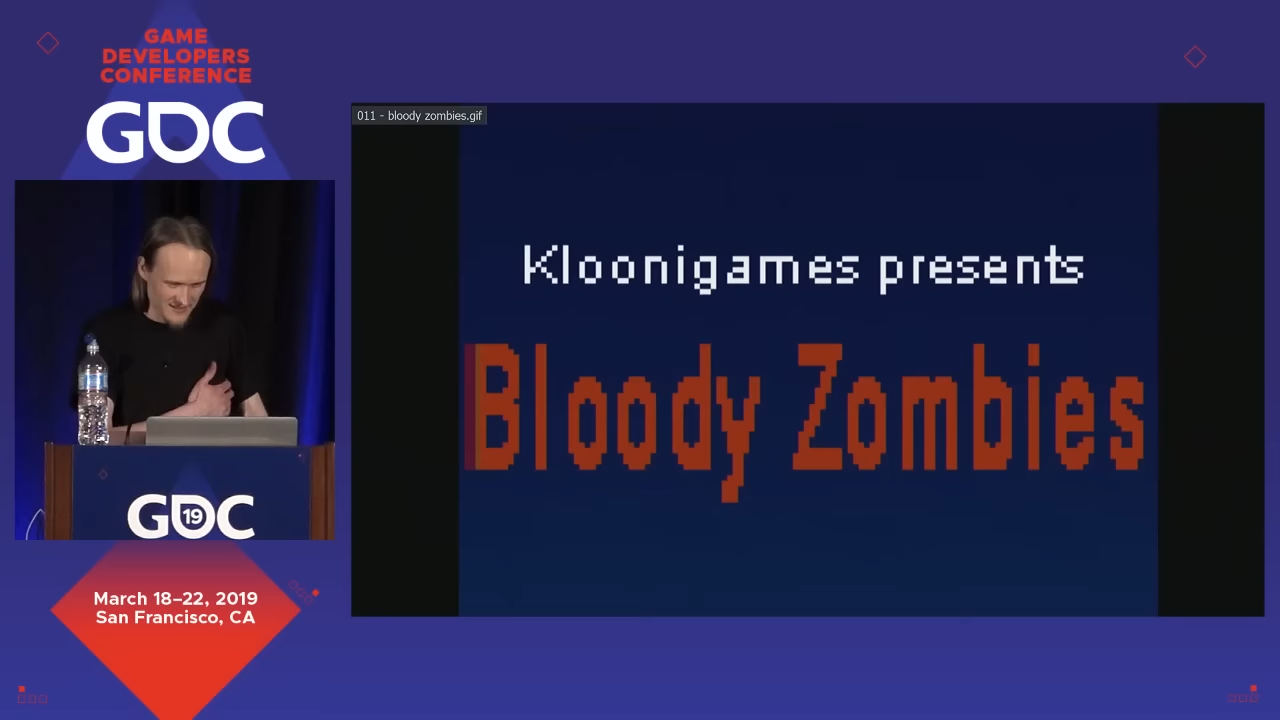 GAME
DEVELOPERS
CONFERENCE
GDC
011 - bloody zombies.gif
Kloonigames presents
Bloody Zombies
GDC
19
March 18–22, 2019
San Francisco, CA